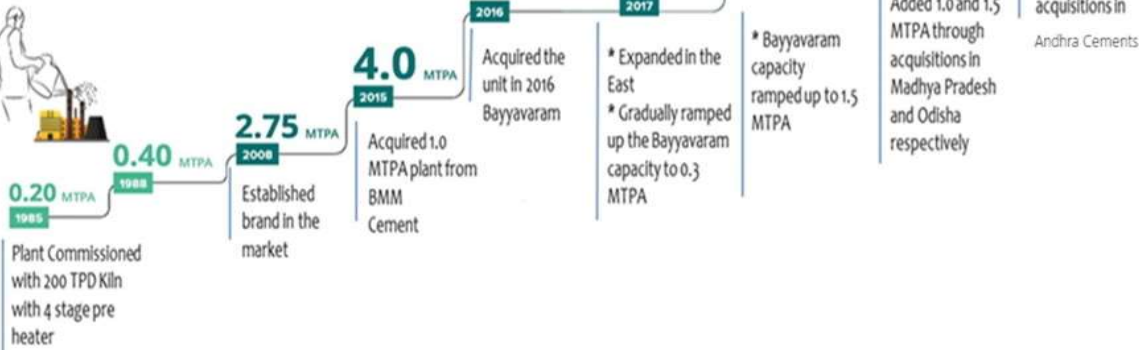 0.20 MTPA
1985
Plant Commissioned
with 200 TPD Kiln
with 4 stage pre
heater
0.40 MTPA
1988
2.75 MTPA
2008
Established
brand in the
market
4.0 MTPA
2015
Acquired 1.0
MTPA plant from
BMM
Cement
2016
Acquired the
unit in 2016
Bayyavaram
2017
* Expanded in the
East
* Gradually ramped
up the Bayyavaram
capacity to 0.3
MTPA
* Bayyavaram
capacity
ramped up to 1.5
MTPA
Added 1.0 and 1.5
MTPA through
acquisitions in
Madhya Pradesh
and Odisha
respectively
acquisitions in
Andhra Cements